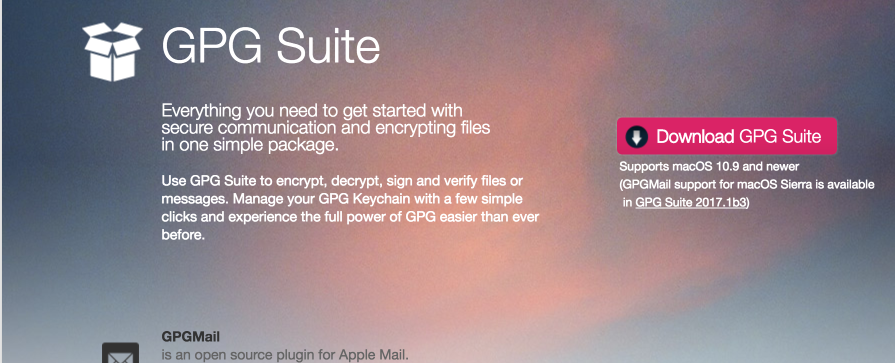 GPG Suite
Everything you need to get started with
secure communication and encrypting files
in one simple package.
Use GPG Suite to encrypt, decrypt, sign and verify files or
messages. Manage your GPG Keychain with a few simple
clicks and experience the full power of GPG easier than ever
before.
Download GPG Suite
Supports macOS 10.9 and newer
(GPGMail support for macOS Sierra is available
in GPG Suite 2017.1b3)
GPGMail
is an open source plugin for Apple Mail.